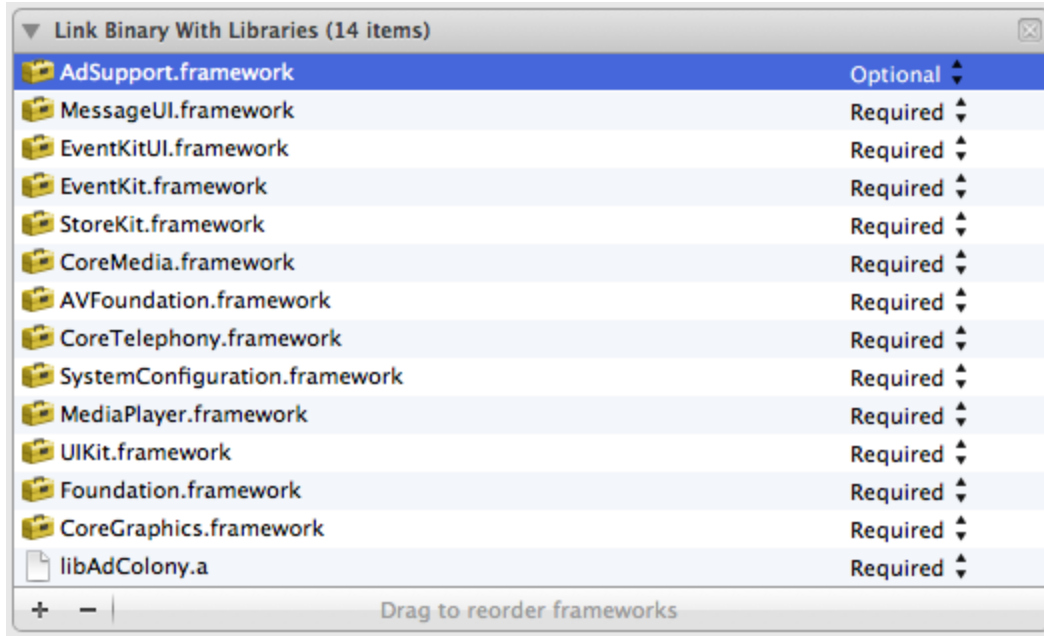 Link Binary With Libraries (14 items)
AdSupport.framework Optional
MessageUI.framework Required
EventKitUI.framework Required
EventKit.framework Required
StoreKit.framework Required
CoreMedia.framework Required
AVFoundation.framework Required
CoreTelephony.framework Required
SystemConfiguration.framework Required
MediaPlayer.framework Required
UIKit.framework Required
Foundation.framework Required
CoreGraphics.framework Required
libAdColony.a Required
+ − Drag to reorder frameworks